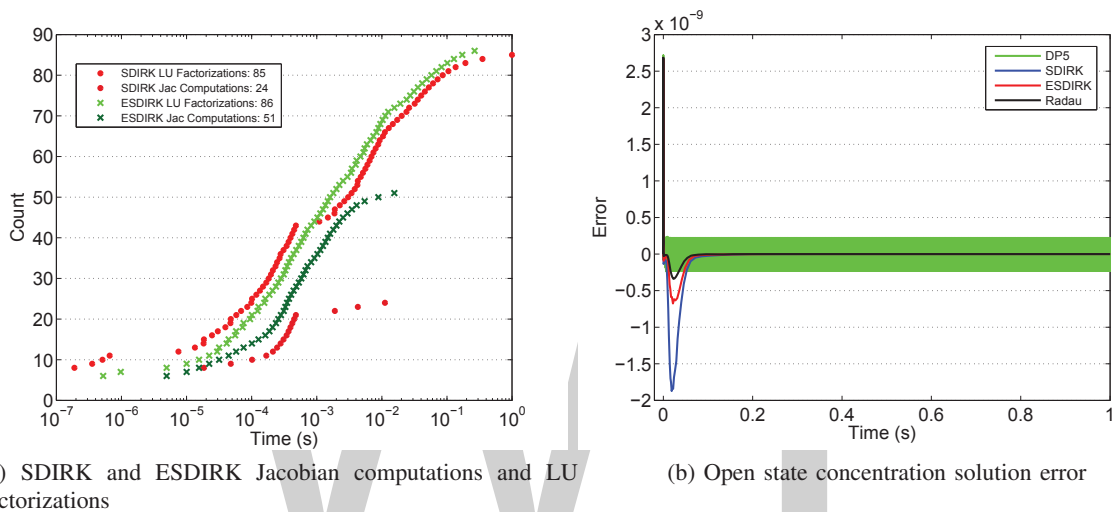 90
80
70
60
50
40
30
20
10
0
Count
SDIRK LU Factorizations: 85
SDIRK Jac Computations: 24
ESDIRK LU Factorizations: 86
ESDIRK Jac Computations: 51
10^-7 10^-6 10^-5 10^-4 10^-3 10^-2 10^-1 10^0
Time (s)
) SDIRK and ESDIRK Jacobian computations and LU
ctorizations
3 x 10^-9
2.5
2
1.5
1
0.5
0
−0.5
−1
−1.5
−2
Error
DP5
SDIRK
ESDIRK
Radau
0 0.2 0.4 0.6 0.8 1
Time (s)
(b) Open state concentration solution error